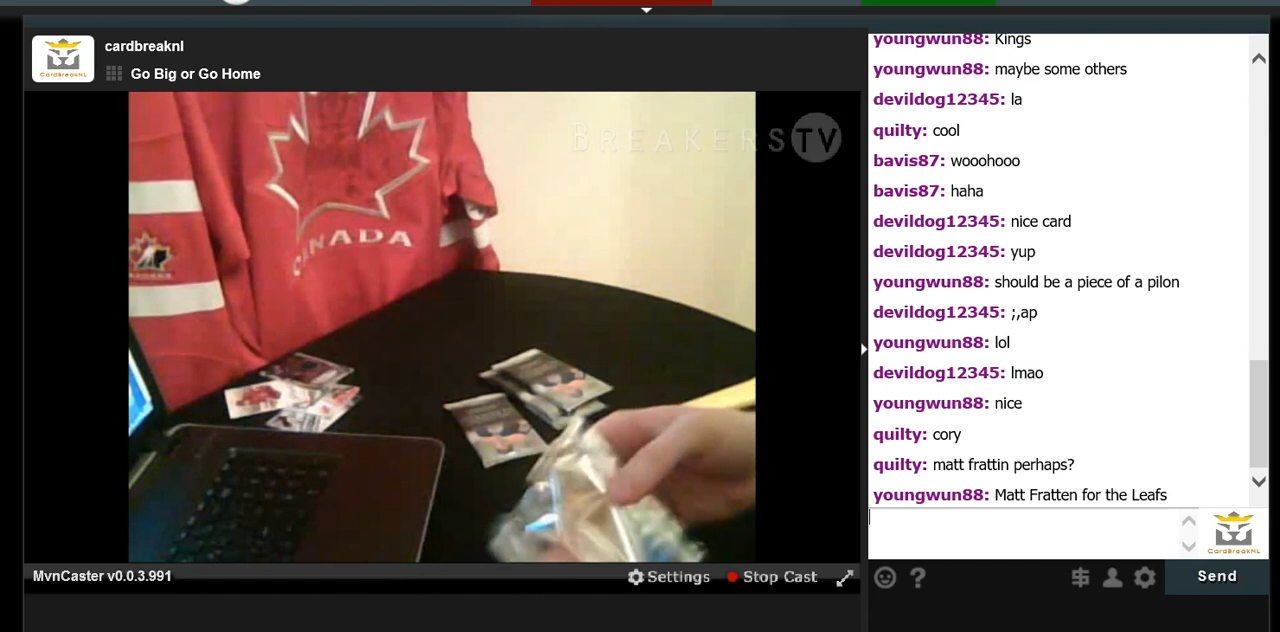 cardbreaknl
Go Big or Go Home
CardBreakNL
BREAKERS TV
CANADA
youngwun88: Kings
youngwun88: maybe some others
devildog12345: la
quilty: cool
bavis87: wooohooo
bavis87: haha
devildog12345: nice card
devildog12345: yup
youngwun88: should be a piece of a pilon
devildog12345: ;,ap
youngwun88: lol
devildog12345: lmao
youngwun88: nice
quilty: cory
quilty: matt frattin perhaps?
youngwun88: Matt Fratten for the Leafs
CardBreakNL
MvnCaster v0.0.3.991
Settings
Stop Cast
?
Send